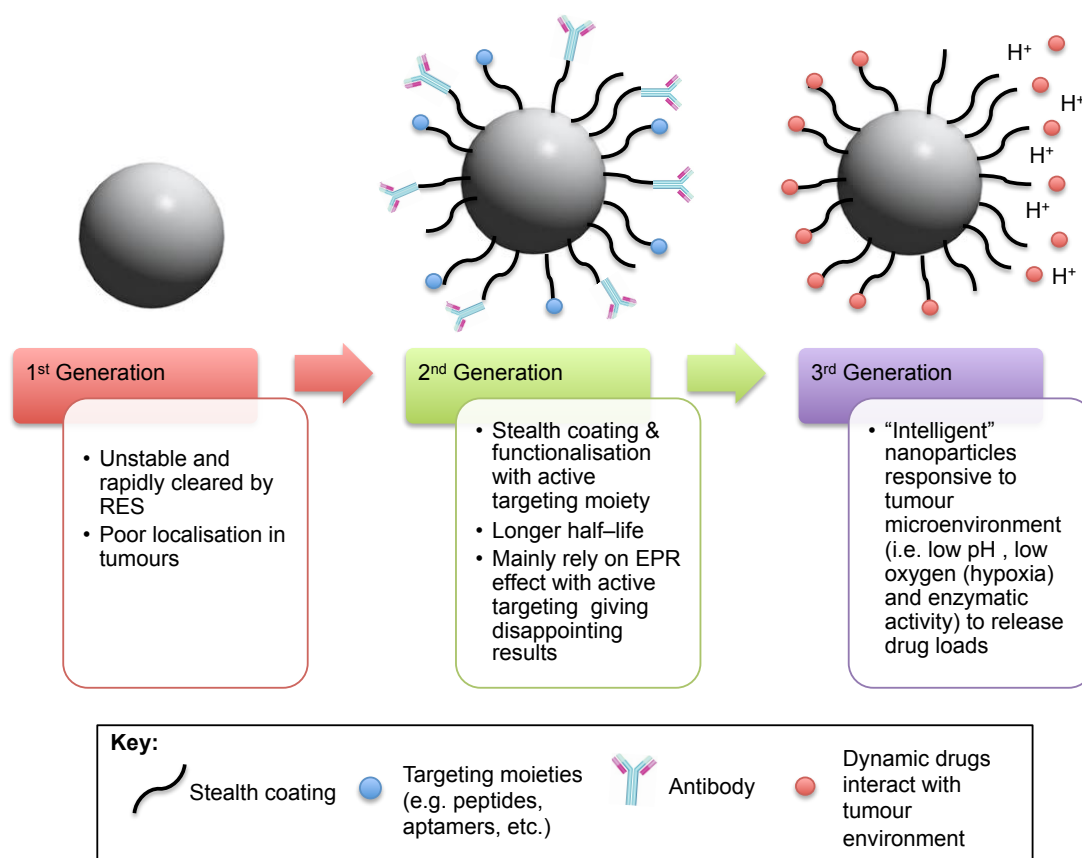 H⁺
H⁺
H⁺
H⁺
H⁺
1st Generation
2nd Generation
3rd Generation
• Unstable and
rapidly cleared by
RES
• Poor localisation in
tumours
• Stealth coating &
functionalisation
with active
targeting moiety
• Longer half–life
• Mainly rely on EPR
effect with active
targeting giving
disappointing
results
• “Intelligent”
nanoparticles
responsive to
tumour
microenvironment
(i.e. low pH , low
oxygen (hypoxia)
and enzymatic
activity) to release
drug loads
Key:
Stealth coating
Targeting moieties
(e.g. peptides,
aptamers, etc.)
Antibody
Dynamic drugs
interact with
tumour
environment